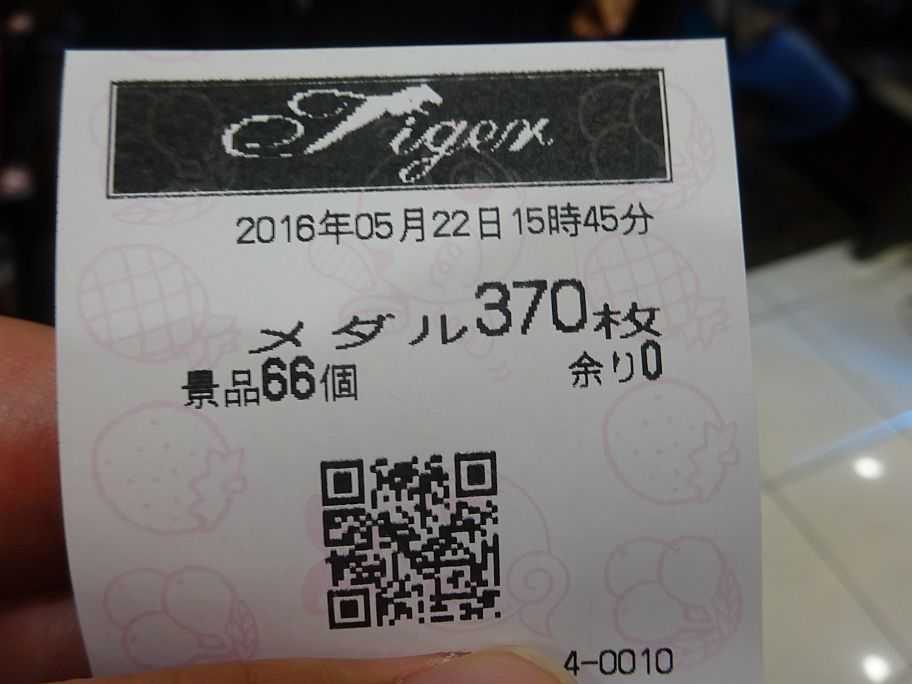 Tiger
2016年05月22日15時45分
メダル370枚
景品66個 余り0
4-0010